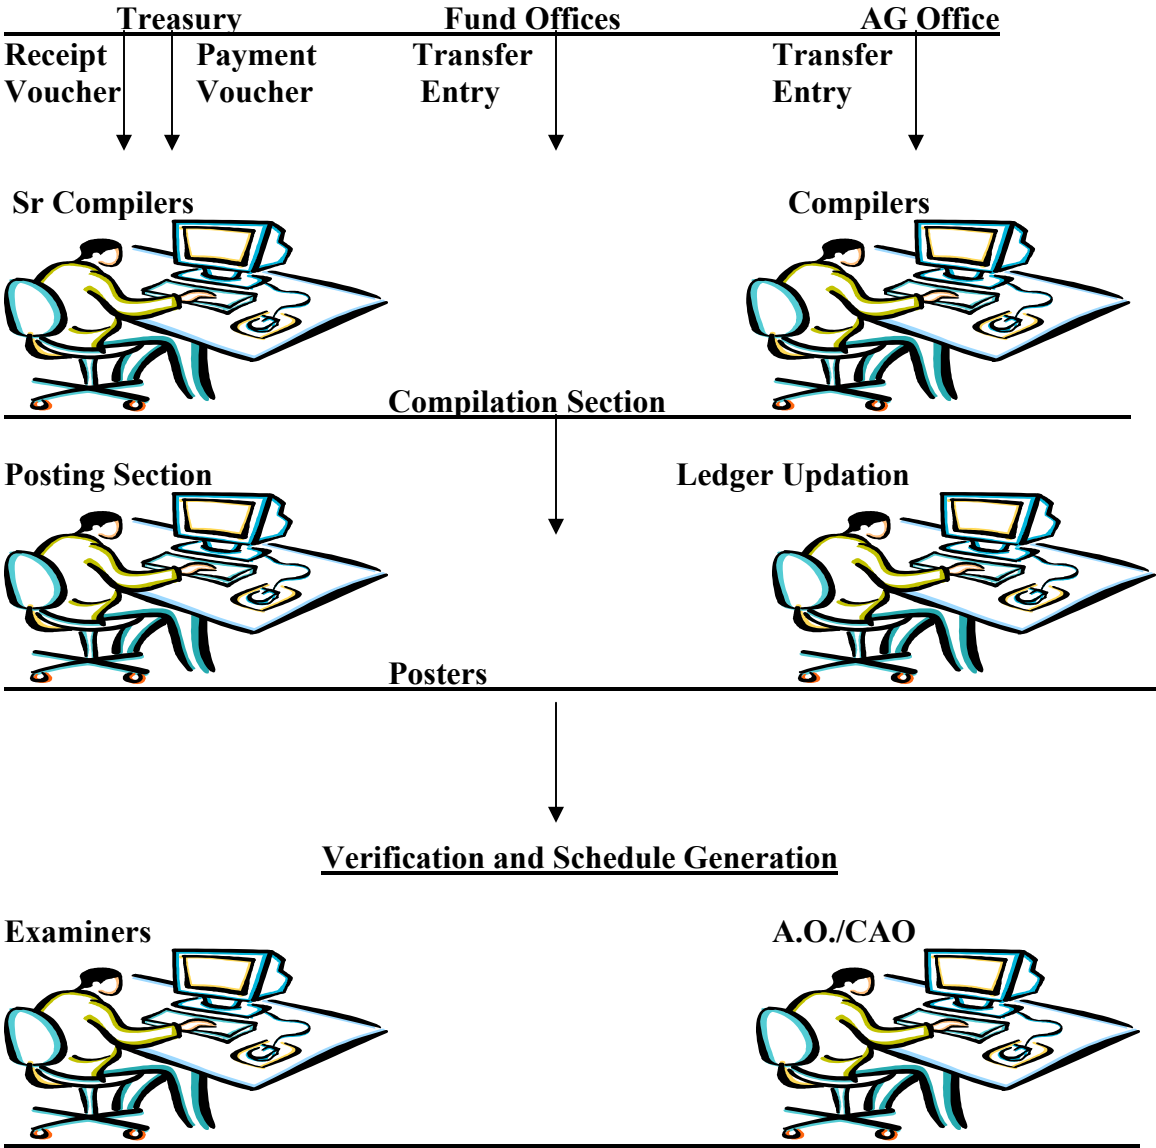 Treasury Fund Offices AG Office
Receipt Payment Transfer Transfer
Voucher Voucher Entry Entry
Sr Compilers Compilers
Compilation Section
Posting Section Ledger Updation
Posters
Verification and Schedule Generation
Examiners A.O./CAO